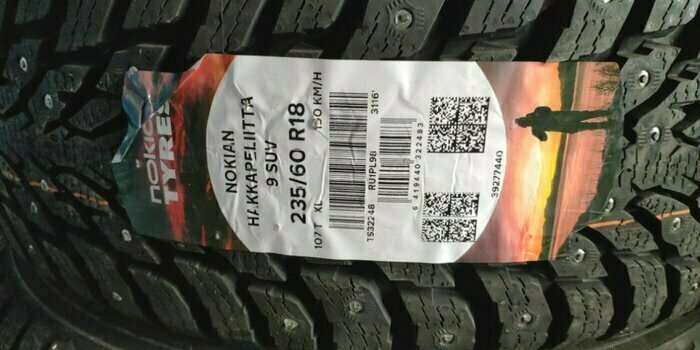 nokian
TYRES
NOKIAN
HAKKAPELIITTA
9 SUV
235/60 R18
107T XL 190 KM/H
TS32248 RU1PL98 3116'
6 419440 322483
39277440